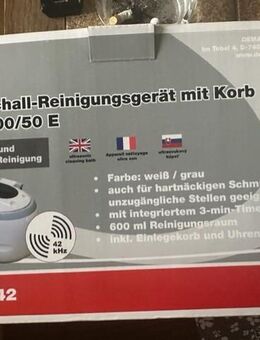 DEMA
Im Tobel 4, D-74
chall-Reinigungsgerät mit Korb
00/50 E
und
Reinigung
ultrasonic
cleaning bath
Appareil nettoyage
ultra son
ultrazvukový
kúpeľ
• Farbe: weiß / grau
• auch für hartnäckigen Schm
unzugängliche Stellen geeig
• mit integriertem 3-min-Time
• 600 ml Reinigungsraum
• inkl. Einlegekorb und Uhren
42
kHz
42